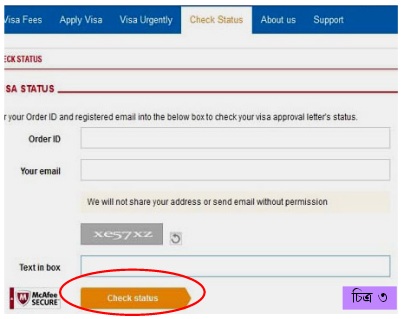 Visa Fees Apply Visa Visa Urgently Check Status About us Support
ECK STATUS
SA STATUS
r your Order ID and registered email into the below box to check your visa approval letter's status.
Order ID
Your email
We will not share your address or send email without permission
xe57xz
Text in box
McAfee SECURE
Check status
চিত্র ৩